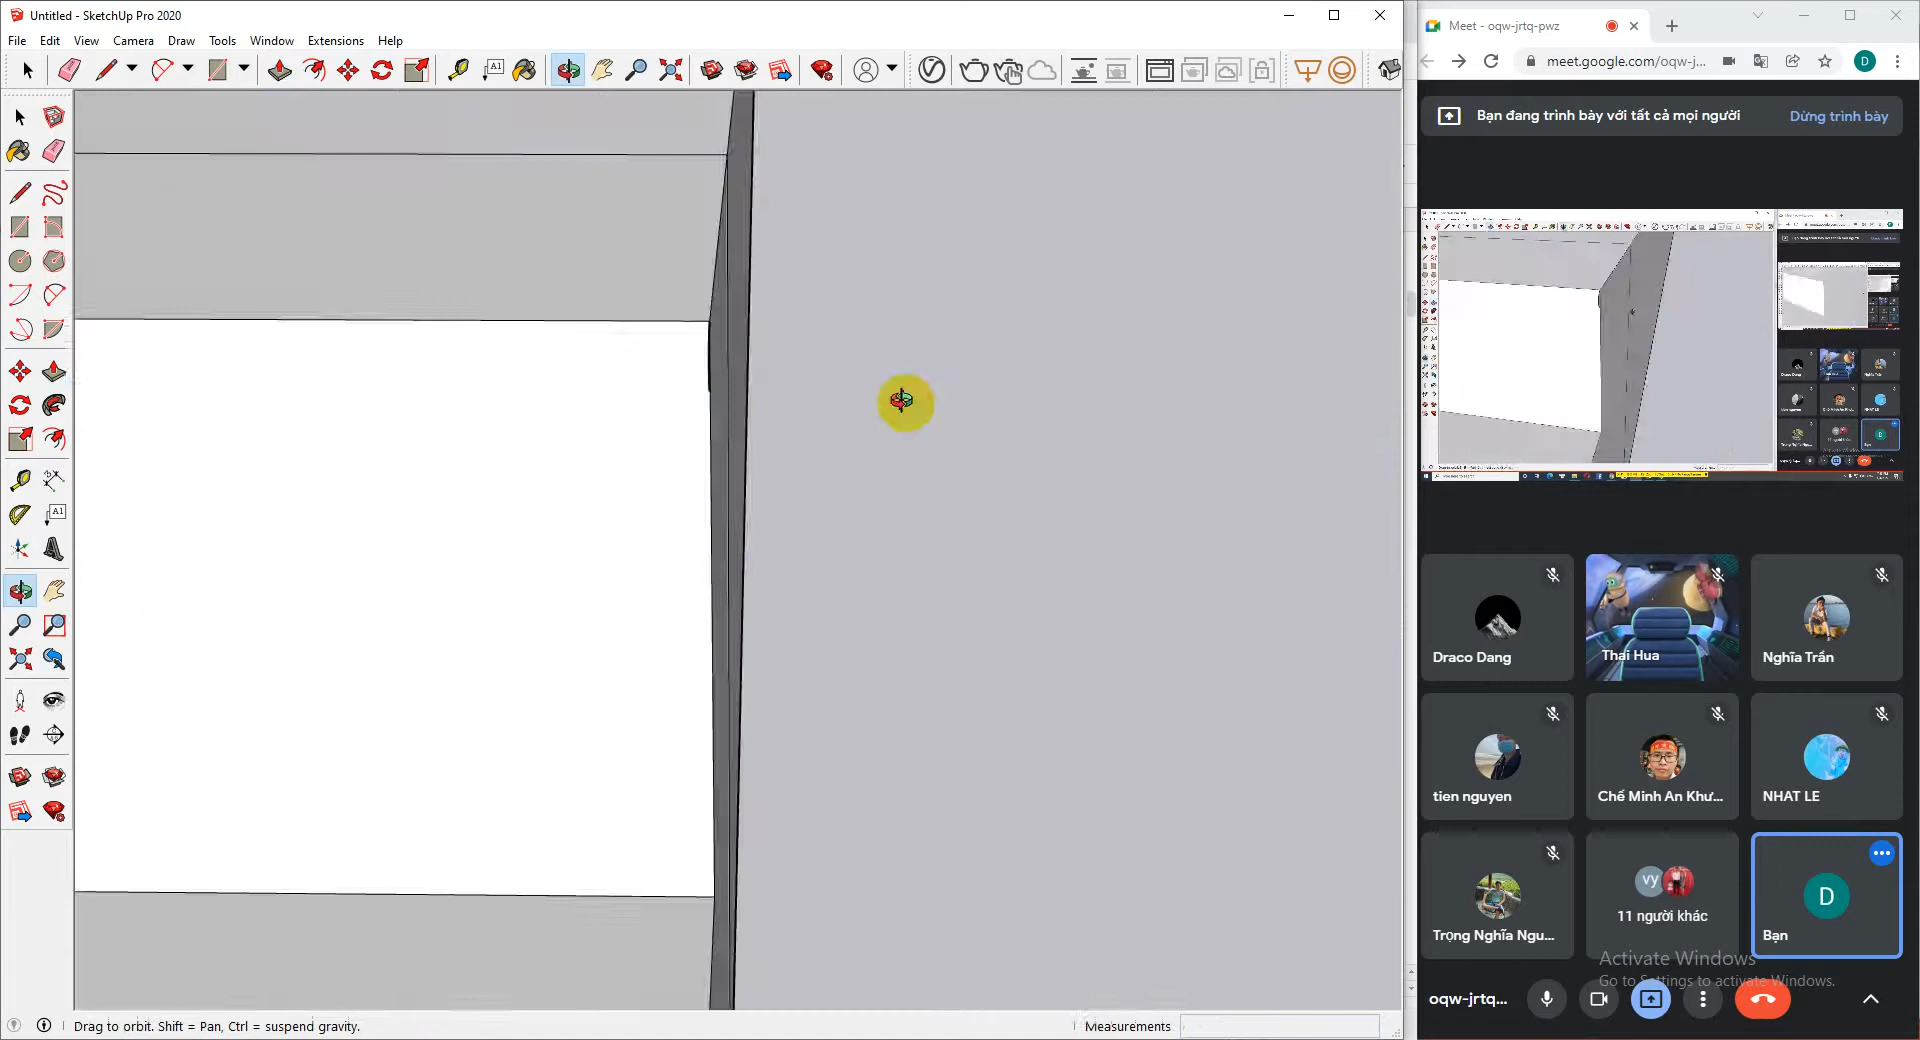 Untitled - SketchUp Pro 2020
File Edit View Camera Draw Tools Window Extensions Help
A1
A1
Drag to orbit. Shift = Pan, Ctrl = suspend gravity.
Measurements
Meet - oqw-jrtq-pwz
meet.google.com/oqw-j...
D
Bạn đang trình bày với tất cả mọi người
Dừng trình bày
Draco Dang
Thai Hua
Nghĩa Trần
tien nguyen
Chế Minh An Khư...
NHAT LE
Trọng Nghĩa Ngu...
VY
11 người khác
D
Bạn
Activate Windows
Go to Settings to activate Windows.
oqw-jrtq...